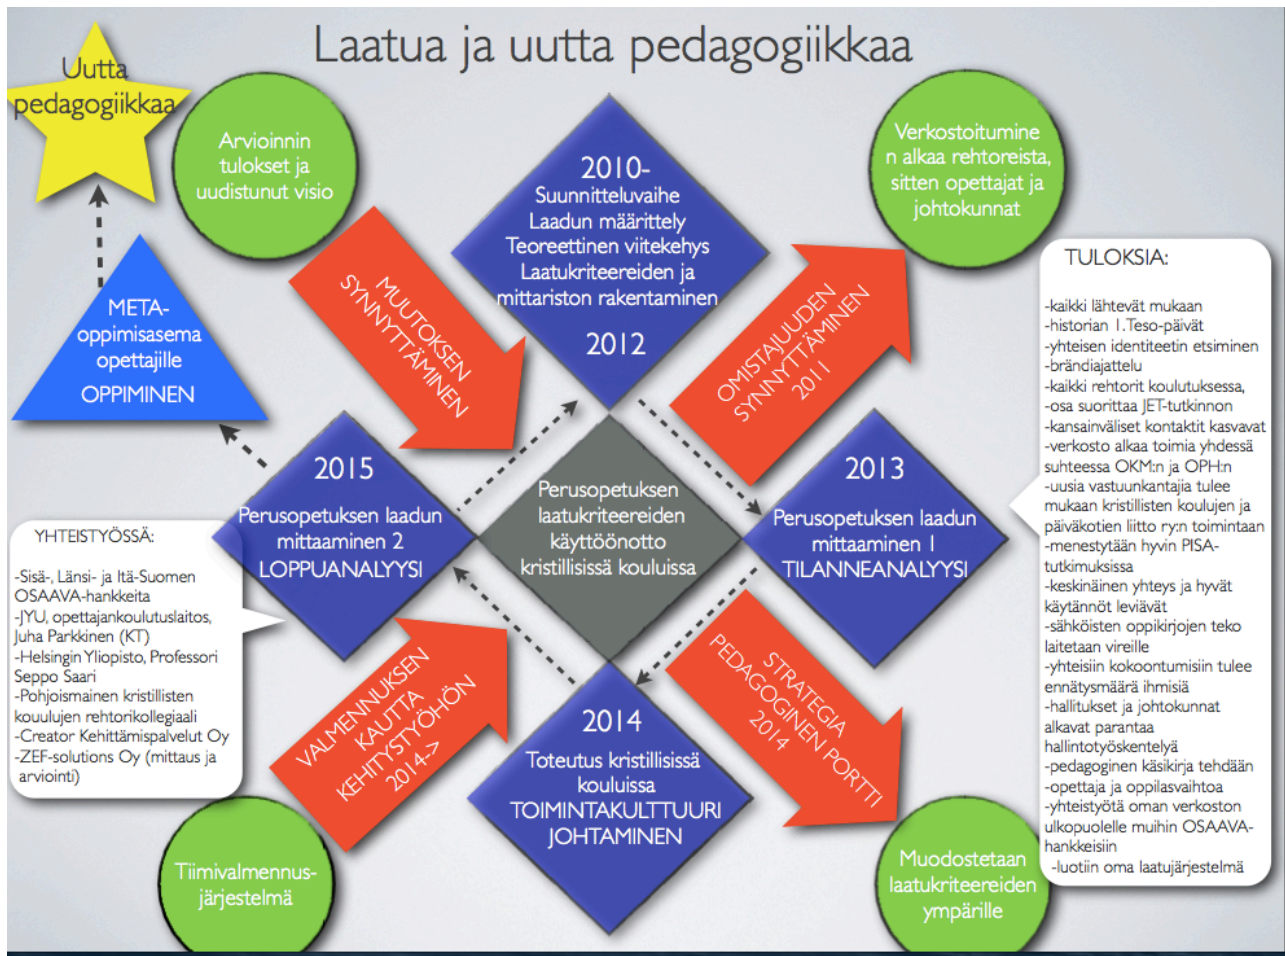 Laatua ja uutta pedagogiikkaa
Uutta
pedagogiikkaa
Arvioinnin
tulokset ja
uudistunut visio
2010-
Suunnitteluvaihe
Laadun määrittely
Teoreettinen viitekehys
Laatukriteereiden ja
mittariston rakentaminen
2012
Verkostoitumine
n alkaa rehtoreista,
sitten opettajat ja
johtokunnat
MUUTOKSEN
SYNNYTTÄMINEN
OMISTAJUUDEN
SYNNYTTÄMINEN
2011
META-
oppimisasema
opettajille
OPPIMINEN
2015
Perusopetuksen laadun
mittaaminen 2
LOPPUANALYYSI
Perusopetuksen
laatukriteereiden
käyttöönotto
kristillisissä kouluissa
2013
Perusopetuksen laadun
mittaaminen 1
TILANNEANALYYSI
TULOKSIA:
-kaikki lähtevät mukaan
-historian 1.Teso-päivät
-yhteisen identiteetin etsiminen
-brändiajattelu
-kaikki rehtorit koulutuksessa,
-osa suorittaa JET-tutkinnon
-kansainväliset kontaktit kasvavat
-verkosto alkaa toimia yhdessä
suhteessa OKM:n ja OPH:n
-uusia vastuunkantajia tulee
mukaan kristillisten koulujen ja
päiväkotien liitto ry:n toimintaan
-menestytään hyvin PISA-
tutkimuksissa
-keskinäinen yhteys ja hyvät
käytännöt leviävät
-sähköisten oppikirjojen teko
laitetaan vireille
-yhteisiin kokoontumisiin tulee
ennätysmäärä ihmisiä
-hallitukset ja johtokunnat
alkavat parantaa
hallintotyöskentelyä
-pedagoginen käsikirja tehdään
-opettaja ja oppilasvaihtoa
-yhteistyötä oman verkoston
ulkopuolelle muihin OSAAVA-
hankkeisiin
-luotiin oma laatujärjestelmä
YHTEISTYÖSSÄ:
-Sisä-, Länsi- ja Itä-Suomen
OSAAVA-hankkeita
-JYU, opettajankoulutuslaitos,
Juha Parkkinen (KT)
-Helsingin Yliopisto, Professori
Seppo Saari
-Pohjoismainen kristillisten
kouulujen rehtorikollegiaali
-Creator Kehittämispalvelut Oy
-ZEF-solutions Oy (mittaus ja
arviointi)
VALMENNUKSEN
KAUTTA
KEHITYSTYÖHÖN
2014->
2014
Toteutus kristillisissä
kouluissa
TOIMINTAKULTTUURI
JOHTAMINEN
STRATEGIA
PEDAGOGINEN PORTTI
2014
Tiimivalmennus-
järjestelmä
Muodostetaan
laatukriteereiden
ympärille